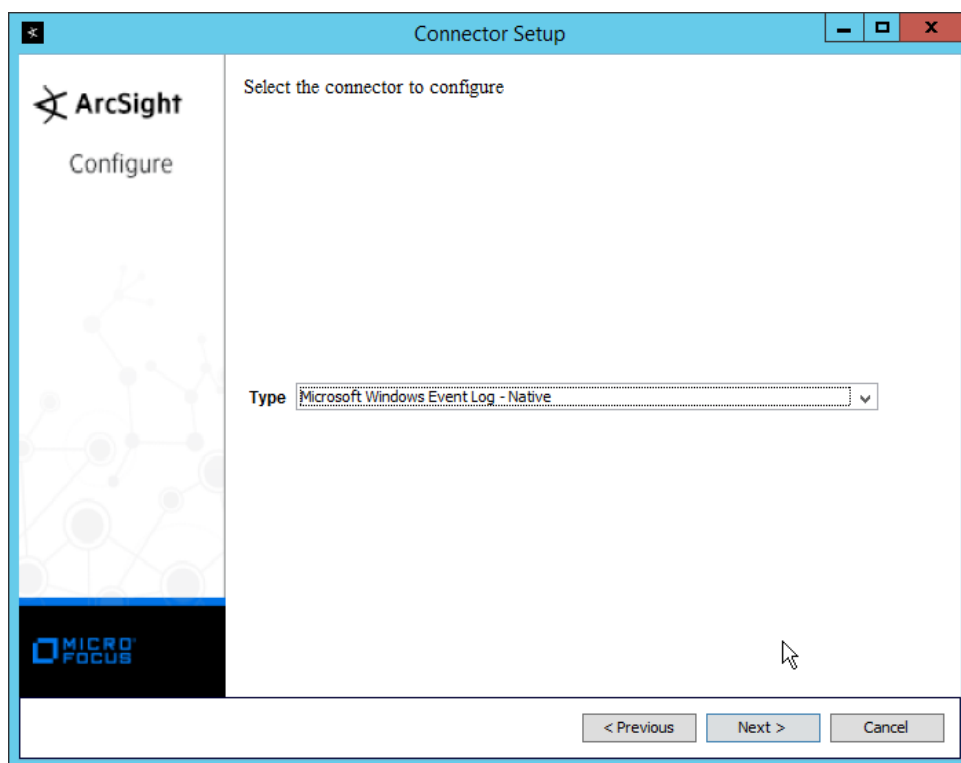 Connector Setup
ArcSight
Configure
Select the connector to configure
Type Microsoft Windows Event Log - Native
MICRO
FOCUS
< Previous Next > Cancel